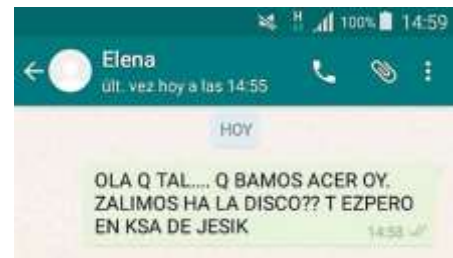 H 100% 14:59
Elena
últ. vez hoy a las 14:55
HOY
OLA Q TAL.... Q BAMOS ACER OY.
ZALIMOS HA LA DISCO?? T EZPERO
EN KSA DE JESIK
14:58